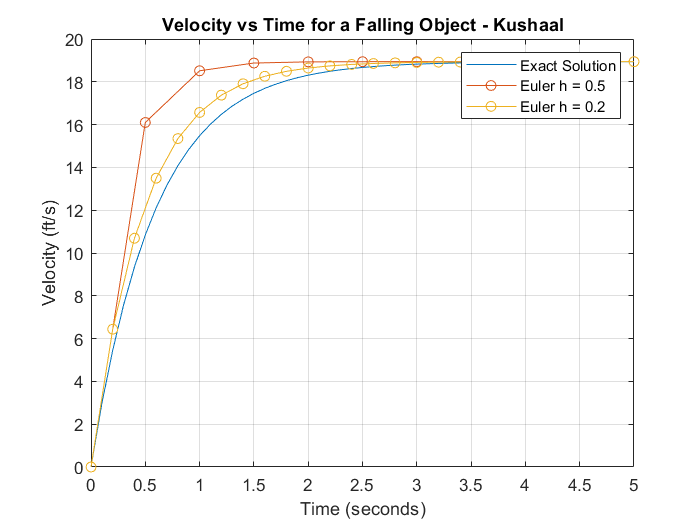 Velocity vs Time for a Falling Object - Kushaal
20
18
16
14
12
10
8
6
4
2
0
Velocity (ft/s)
Exact Solution
Euler h = 0.5
Euler h = 0.2
0 0.5 1 1.5 2 2.5 3 3.5 4 4.5 5
Time (seconds)